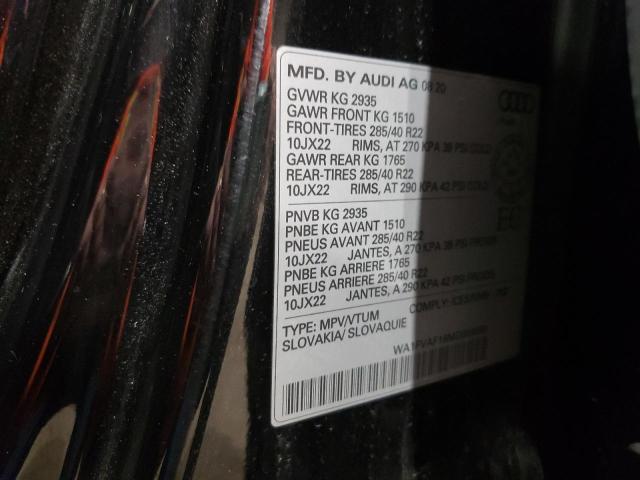 MFD. BY AUDI AG 08 20
GVWR KG 2935
GAWR FRONT KG 1510
FRONT-TIRES 285/40 R22
10JX22 RIMS, AT 270 KPA 39 PSI COLD
GAWR REAR KG 1765
REAR-TIRES 285/40 R22
10JX22 RIMS, AT 290 KPA 42 PSI COLD
PNVB KG 2935
PNBE KG AVANT 1510
PNEUS AVANT 285/40 R22
10JX22 JANTES, A 270 KPA 39 PSI FROIDS
PNBE KG ARRIERE 1765
PNEUS ARRIERE 285/40 R22
10JX22 JANTES, A 290 KPA 42 PSI FROIDS
COMPLY:
TYPE: MPV/VTUM
SLOVAKIA/ SLOVAQUIE